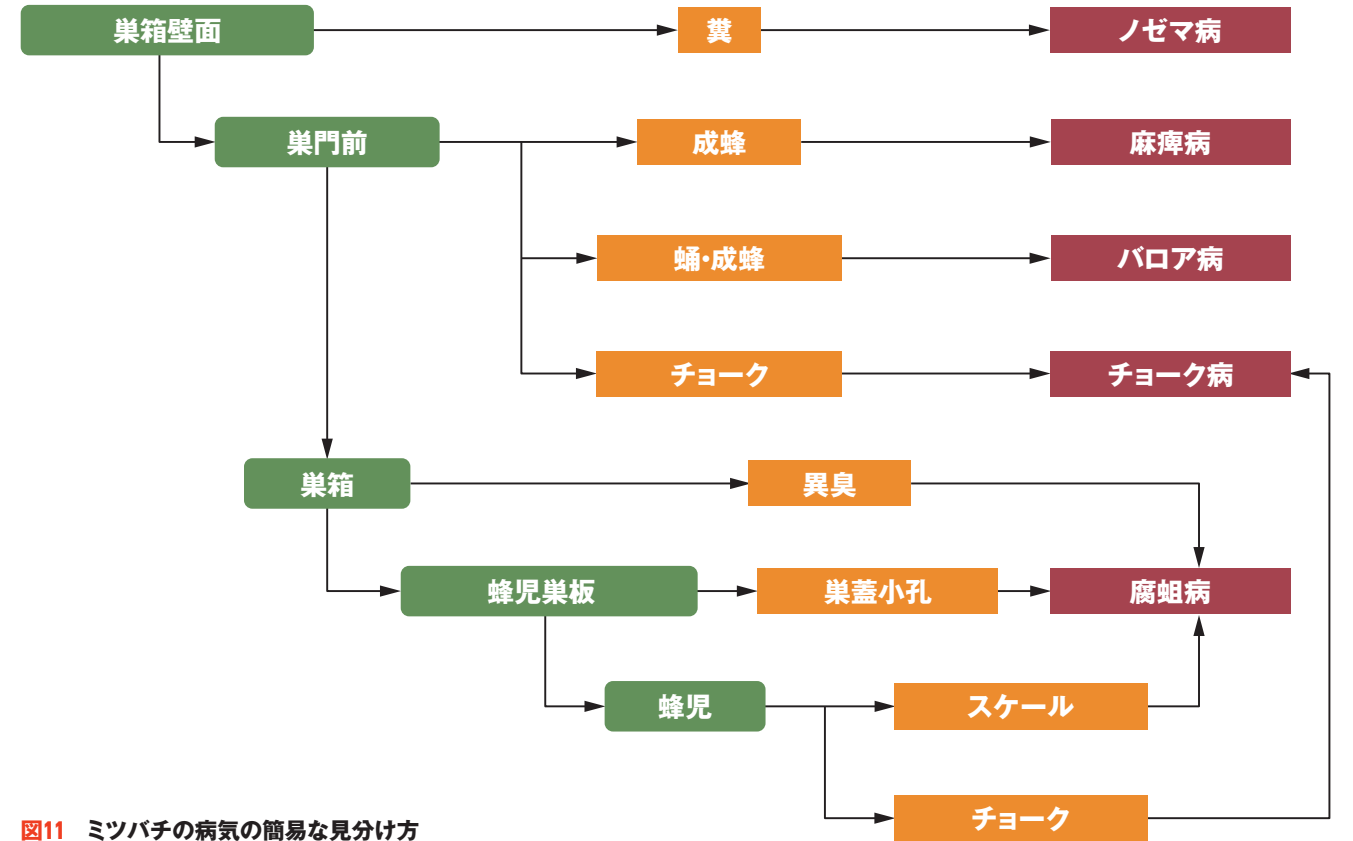 巣箱壁面
糞
ノゼマ病
巣門前
成蜂
麻痺病
蛹・成蜂
バロア病
チョーク
チョーク病
巣箱
異臭
蜂児巣板
巣蓋小孔
腐蛆病
蜂児
スケール
チョーク
図11 ミツバチの病気の簡易な見分け方